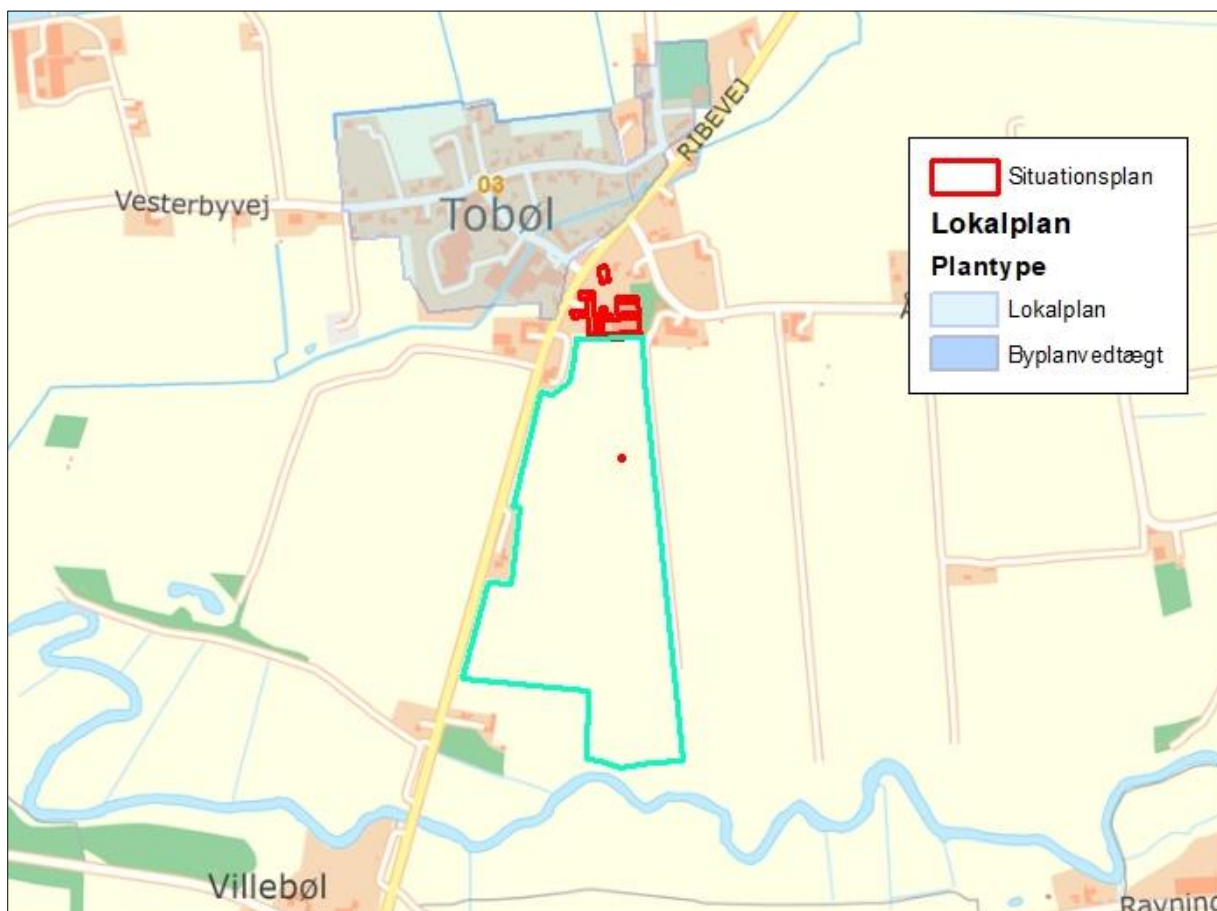 RIBEVEJ
Vesterbyvej
03
Tobøl
Situationsplan
Lokalplan
Plantype
Lokalplan
Byplanvedtægt
Villebøl